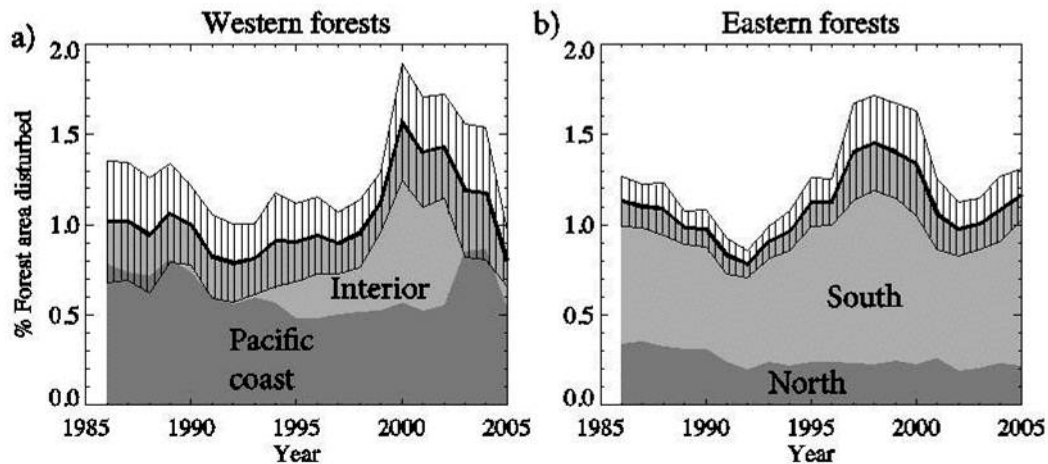 a)
Western forests
% Forest area disturbed
2.0
1.5
1.0
0.5
0.0
Interior
Pacific
coast
1985
1990
1995
2000
2005
Year
b)
Eastern forests
2.0
1.5
1.0
0.5
0.0
South
North
1985
1990
1995
2000
2005
Year